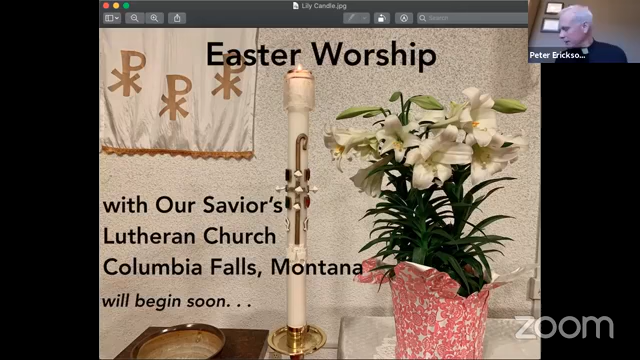 Lily Candle.jpg
Search
Easter Worship
Peter Erickso...
with Our Savior's
Lutheran Church
Columbia Falls, Montana
will begin soon. . .
zoom